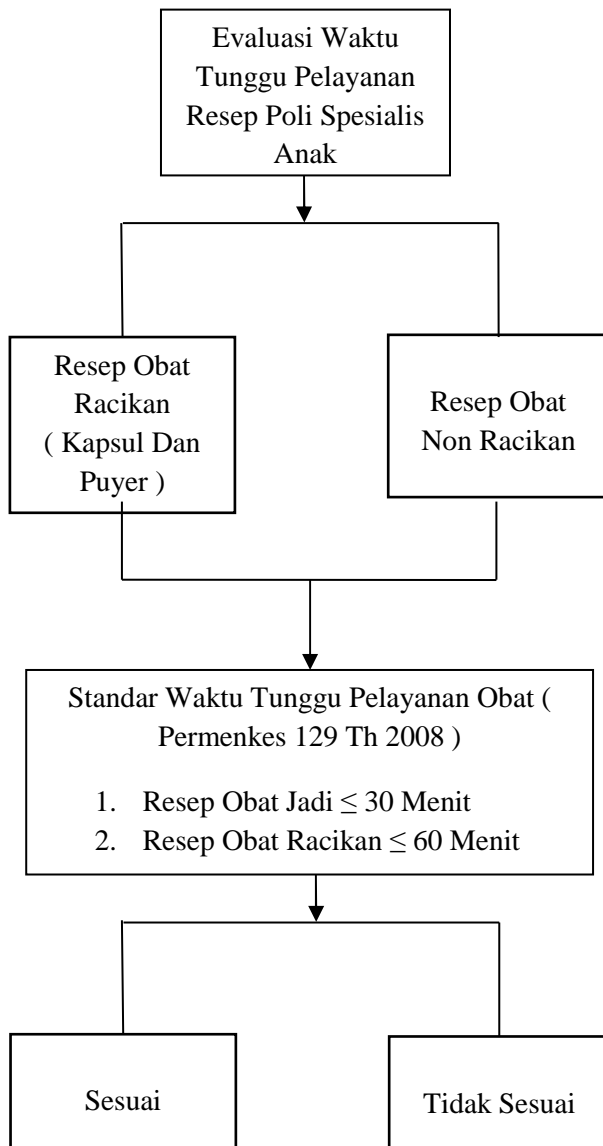 Evaluasi Waktu
Tunggu Pelayanan
Resep Poli Spesialis
Anak
Resep Obat
Racikan
( Kapsul Dan
Puyer )
Resep Obat
Non Racikan
Standar Waktu Tunggu Pelayanan Obat (
Permenkes 129 Th 2008 )
1. Resep Obat Jadi ≤ 30 Menit
2. Resep Obat Racikan ≤ 60 Menit
Sesuai
Tidak Sesuai